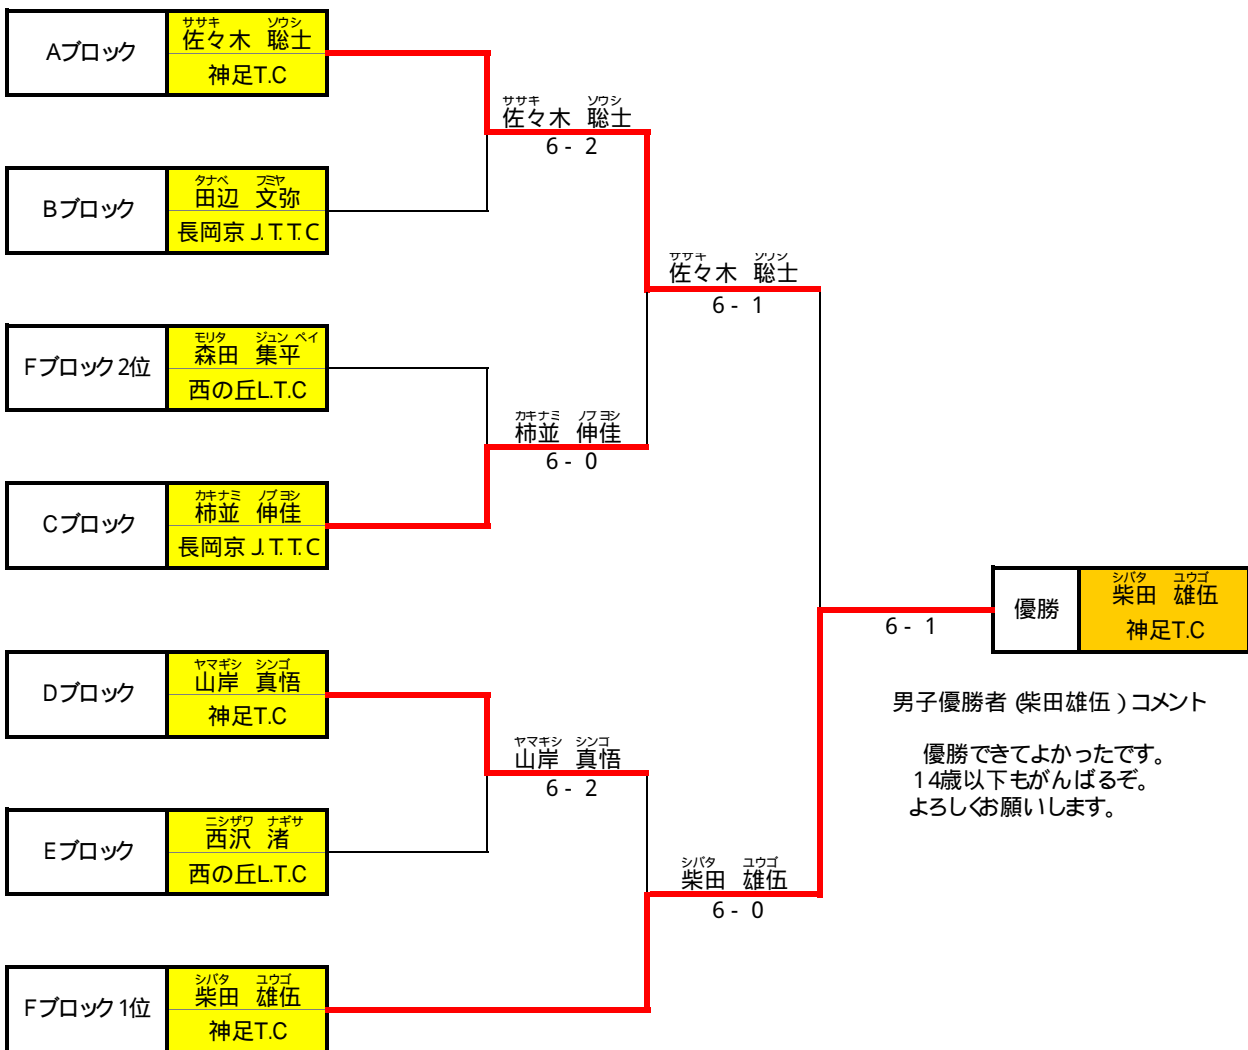 Aブロック
ササキ ソウシ
佐々木 聡士
神足T.C
ササキ ソウシ
佐々木 聡士
6 - 2
Bブロック
タナベ フミヤ
田辺 文弥
長岡京J.T.T.C
ササキ ソウシ
佐々木 聡士
6 - 1
Fブロック2位
モリタ ジュンペイ
森田 集平
西の丘L.T.C
カキナミ ノブヨシ
柿並 伸佳
6 - 0
Cブロック
カキナミ ノブヨシ
柿並 伸佳
長岡京J.T.T.C
優勝
シバタ ユウゴ
柴田 雄伍
神足T.C
6 - 1
Dブロック
ヤマギシ シンゴ
山岸 真悟
神足T.C
男子優勝者(柴田雄伍)コメント
優勝できてよかったです。
14歳以下もがんばるぞ。
よろしくお願いします。
ヤマキシ シンゴ
山岸 真悟
6 - 2
Eブロック
ニシザワ ナギサ
西沢 渚
西の丘L.T.C
シバタ ユウゴ
柴田 雄伍
6 - 0
Fブロック1位
シバタ ユウゴ
柴田 雄伍
神足T.C